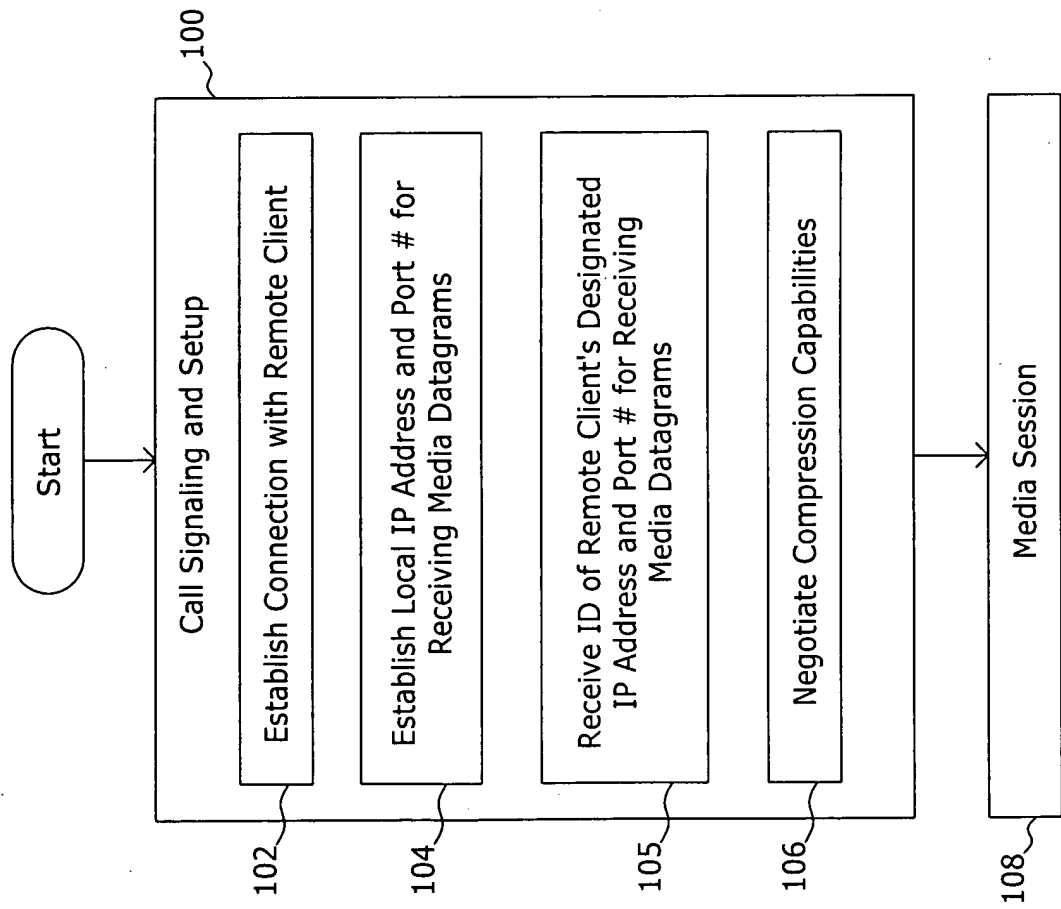 Start
Call Signaling and Setup
100
102
Establish Connection with Remote Client
104
Establish Local IP Address and Port # for
Receiving Media Datagrams
105
Receive ID of Remote Client's Designated
IP Address and Port # for Receiving
Media Datagrams
106
Negotiate Compression Capabilities
108
Media Session